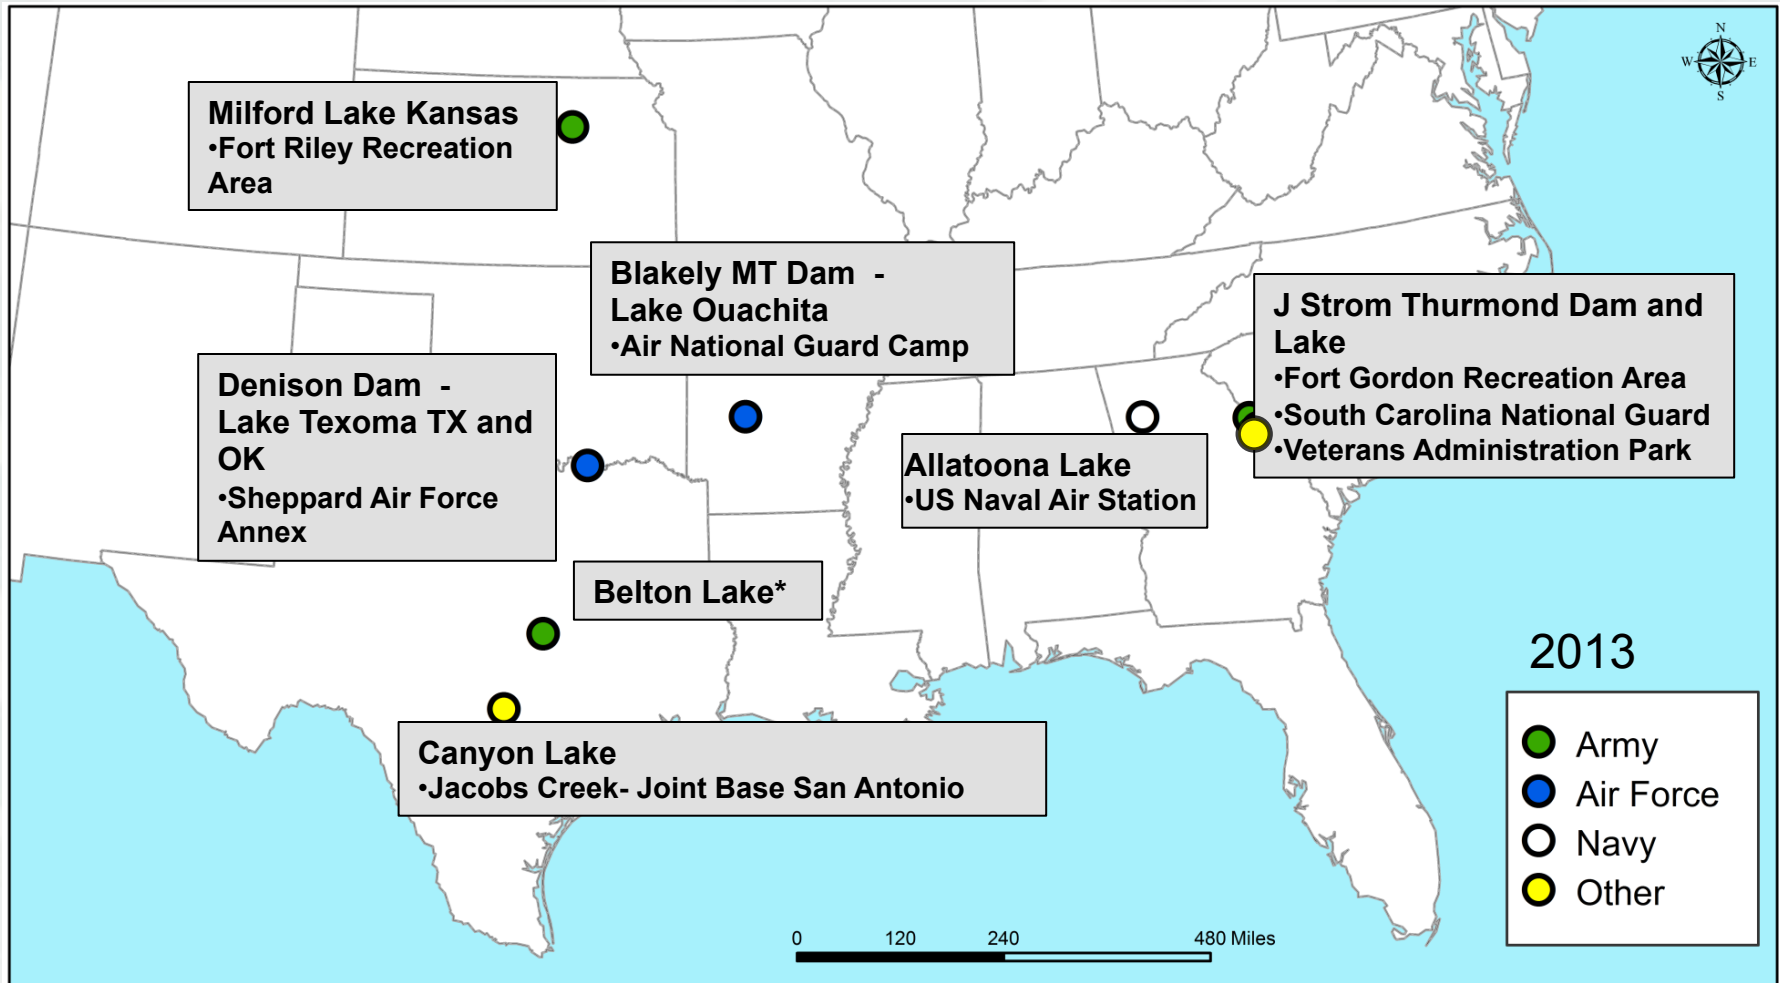 N
W E
S
Milford Lake Kansas
•Fort Riley Recreation
Area
Blakely MT Dam -
Lake Ouachita
•Air National Guard Camp
J Strom Thurmond Dam and
Lake
•Fort Gordon Recreation Area
•South Carolina National Guard
•Veterans Administration Park
Denison Dam -
Lake Texoma TX and
OK
•Sheppard Air Force
Annex
Allatoona Lake
•US Naval Air Station
Belton Lake*
Canyon Lake
•Jacobs Creek- Joint Base San Antonio
2013
Army
Air Force
Navy
Other
0 120 240 480 Miles